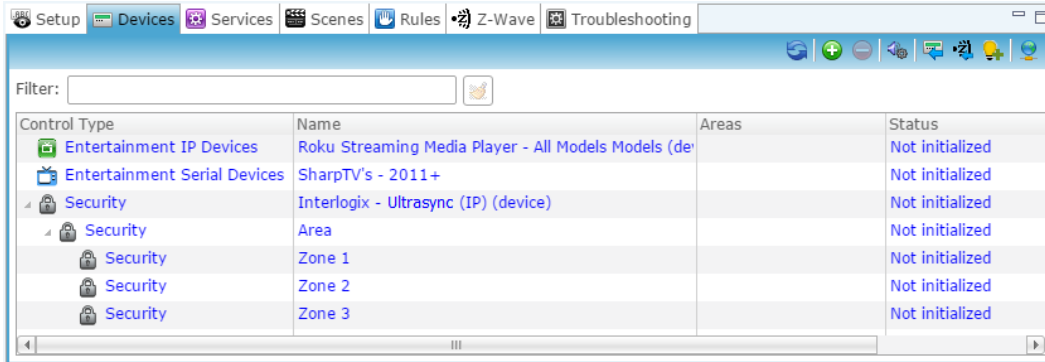 Setup Devices Services Scenes Rules Z-Wave Troubleshooting
Filter:
Control Type Name Areas Status
Entertainment IP Devices Roku Streaming Media Player - All Models Models (de Not initialized
Entertainment Serial Devices SharpTV's - 2011+ Not initialized
Security Interlogix - Ultrasync (IP) (device) Not initialized
Security Area Not initialized
Security Zone 1 Not initialized
Security Zone 2 Not initialized
Security Zone 3 Not initialized